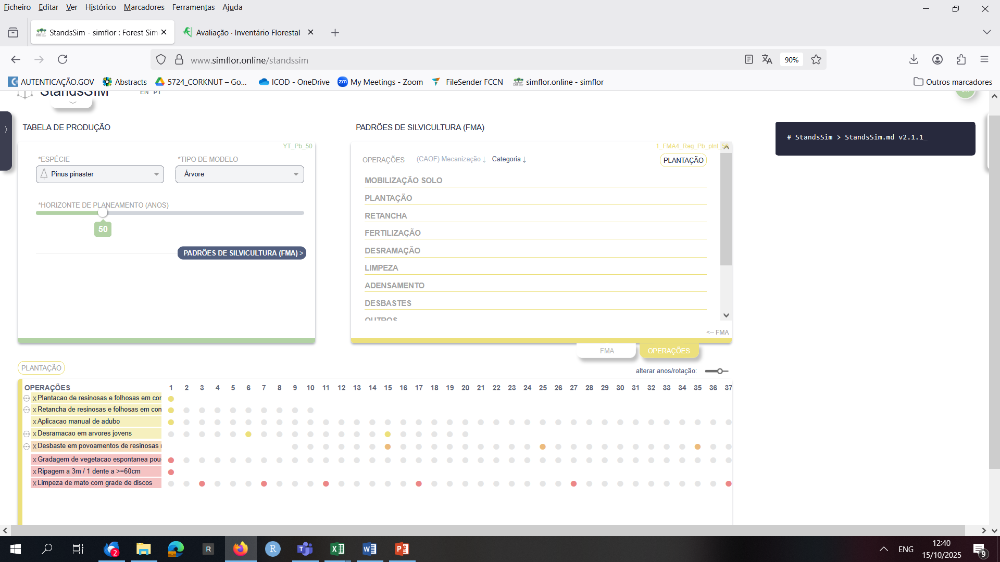 Ficheiro Editar Ver Histórico Marcadores Ferramentas Ajuda
StandsSim - simflor : Forest Sim
Avaliação · Inventário Florestal
www.simflor.online/standssim
90%
AUTENTICAÇÃO.GOV Abstracts 5724_CORKNUT – Go... ICOD - OneDrive zm My Meetings - Zoom FileSender FCCN simflor.online - simflor Outros marcadores
StandsSIM
EN PT
TABELA DE PRODUÇÃO
YT_Pb_50
*ESPÉCIE
*TIPO DE MODELO
Pinus pinaster
Árvore
*HORIZONTE DE PLANEAMENTO (ANOS)
50
PADRÕES DE SILVICULTURA (FMA) >
PADRÕES DE SILVICULTURA (FMA)
1_FMA4_Reg_Pb_plnt_
OPERAÇÕES (CAOF) Mecanização ↓ Categoria ↓
PLANTAÇÃO
MOBILIZAÇÃO SOLO
PLANTAÇÃO
RETANCHA
FERTILIZAÇÃO
DESRAMAÇÃO
LIMPEZA
ADENSAMENTO
DESBASTES
OUTROS
<-- FMA
FMA
OPERAÇÕES
# StandsSim > StandsSim.md v2.1.1_
PLANTAÇÃO
alterar anos/rotação:
OPERAÇÕES 1 2 3 4 5 6 7 8 9 10 11 12 13 14 15 16 17 18 19 20 21 22 23 24 25 26 27 28 29 30 31 32 33 34 35 36 37
x Plantacao de resinosas e folhosas em cor
x Retancha de resinosas e folhosas em con
x Aplicacao manual de adubo
x Desramacao em arvores jovens
x Desbaste em povoamentos de resinosas
x Gradagem de vegetacao espontanea pou
x Ripagem a 3m / 1 dente a >=60cm
x Limpeza de mato com grade de discos
2
R
R
ENG
12:40
15/10/2025
9